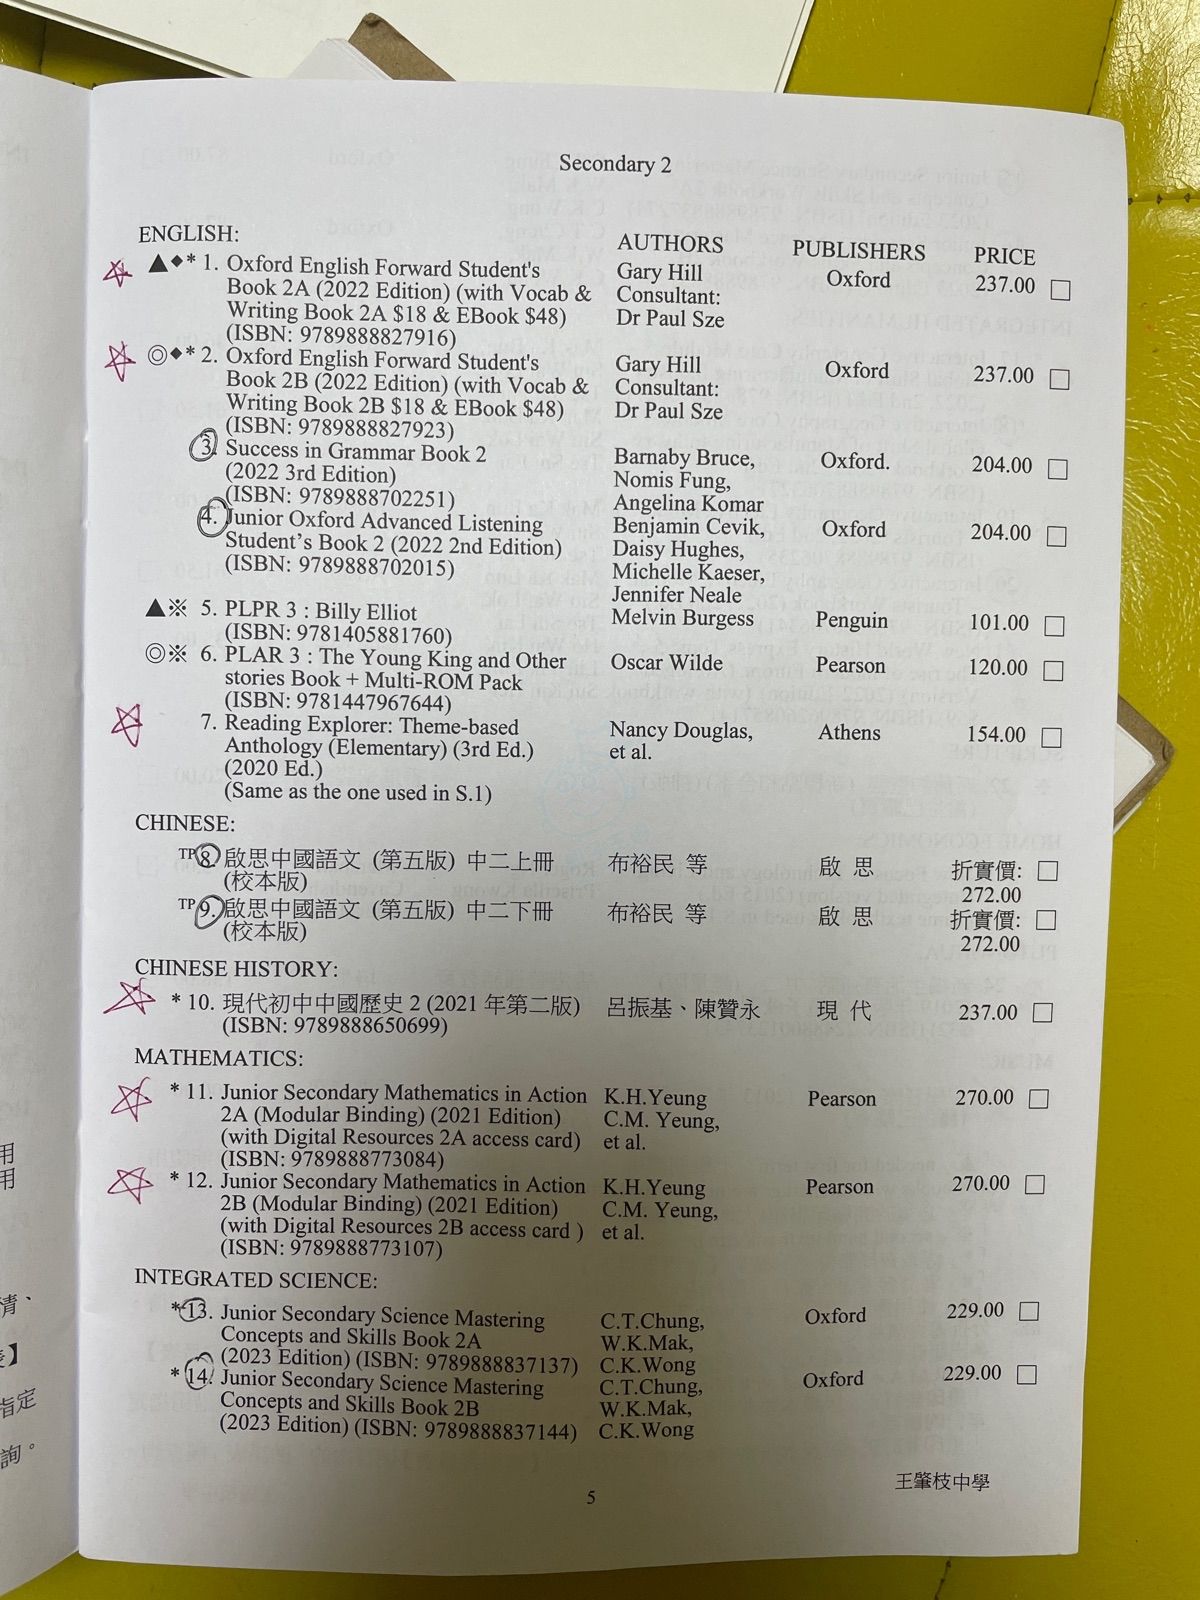 Secondary 2
ENGLISH:
AUTHORS PUBLISHERS PRICE
▲◆* 1. Oxford English Forward Student's Gary Hill Oxford 237.00 □
Book 2A (2022 Edition) (with Vocab & Consultant:
Writing Book 2A $18 & EBook $48) Dr Paul Sze
(ISBN: 9789888827916)
◎◆* 2. Oxford English Forward Student's Gary Hill Oxford 237.00 □
Book 2B (2022 Edition) (with Vocab & Consultant:
Writing Book 2B $18 & EBook $48) Dr Paul Sze
(ISBN: 9789888827923)
3. Success in Grammar Book 2 Barnaby Bruce, Oxford. 204.00 □
(2022 3rd Edition) Nomis Fung,
(ISBN: 9789888702251) Angelina Komar
4. Junior Oxford Advanced Listening Benjamin Cevik, Oxford 204.00 □
Student’s Book 2 (2022 2nd Edition) Daisy Hughes,
(ISBN: 9789888702015) Michelle Kaeser,
Jennifer Neale
▲※ 5. PLPR 3 : Billy Elliot Melvin Burgess Penguin 101.00 □
(ISBN: 9781405881760)
◎※ 6. PLAR 3 : The Young King and Other Oscar Wilde Pearson 120.00 □
stories Book + Multi-ROM Pack
(ISBN: 9781447967644)
7. Reading Explorer: Theme-based Nancy Douglas, Athens 154.00 □
Anthology (Elementary) (3rd Ed.) et al.
(2020 Ed.)
(Same as the one used in S.1)
CHINESE:
TP 8. 啟思中國語文 (第五版) 中二上冊 布裕民 等 啟 思 折實價: □
(校本版) 272.00
TP 9. 啟思中國語文 (第五版) 中二下冊 布裕民 等 啟 思 折實價: □
(校本版) 272.00
CHINESE HISTORY:
* 10. 現代初中中國歷史 2 (2021 年第二版) 呂振基、陳贊永 現 代 237.00 □
(ISBN: 9789888650699)
MATHEMATICS:
* 11. Junior Secondary Mathematics in Action K.H.Yeung Pearson 270.00 □
2A (Modular Binding) (2021 Edition) C.M. Yeung,
(with Digital Resources 2A access card) et al.
(ISBN: 9789888773084)
* 12. Junior Secondary Mathematics in Action K.H.Yeung Pearson 270.00 □
2B (Modular Binding) (2021 Edition) C.M. Yeung,
(with Digital Resources 2B access card ) et al.
(ISBN: 9789888773107)
INTEGRATED SCIENCE:
* 13. Junior Secondary Science Mastering C.T.Chung, Oxford 229.00 □
Concepts and Skills Book 2A W.K.Mak,
(2023 Edition) (ISBN: 9789888837137) C.K.Wong
* 14. Junior Secondary Science Mastering C.T.Chung, Oxford 229.00 □
Concepts and Skills Book 2B W.K.Mak,
(2023 Edition) (ISBN: 9789888837144) C.K.Wong
王肇枝中學
5
用
用
指定
詢。